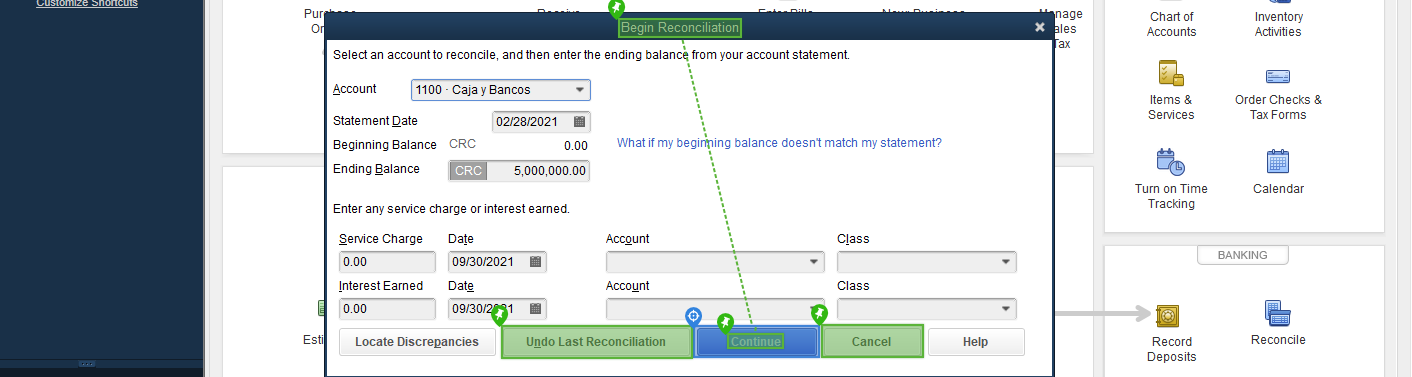 Customize Shortcuts
Purchase
Receive
Enter Bills
New: Business
Manage
Sales
Tax
Begin Reconciliation
Select an account to reconcile, and then enter the ending balance from your account statement.
Account 1100 · Caja y Bancos
Statement Date 02/28/2021
Beginning Balance CRC 0.00 What if my beginning balance doesn't match my statement?
Ending Balance CRC 5,000,000.00
Enter any service charge or interest earned.
Service Charge Date Account Class
0.00 09/30/2021
Interest Earned Date Account Class
0.00 09/30/2021
Locate Discrepancies Undo Last Reconciliation Continue Cancel Help
Chart of
Accounts
Inventory
Activities
Items &
Services
Order Checks &
Tax Forms
Turn on Time
Tracking
Calendar
BANKING
Record
Deposits
Reconcile